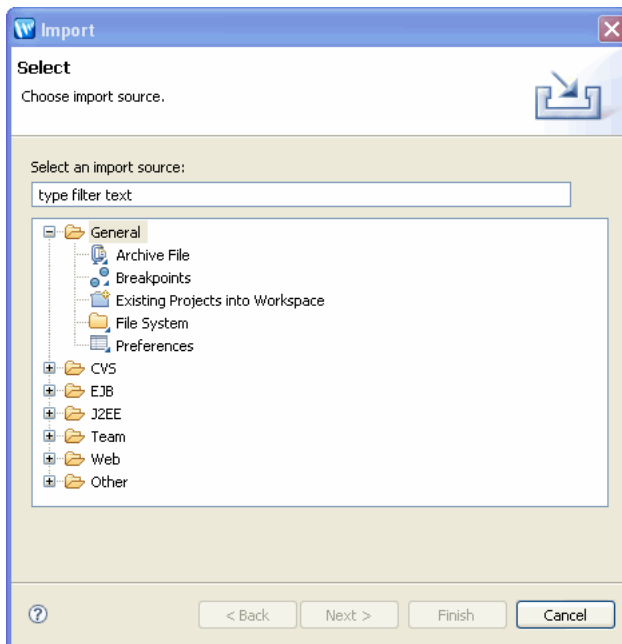 Import
Select
Choose import source.
Select an import source:
type filter text
General
Archive File
Breakpoints
Existing Projects into Workspace
File System
Preferences
CVS
EJB
J2EE
Team
Web
Other
< Back Next > Finish Cancel